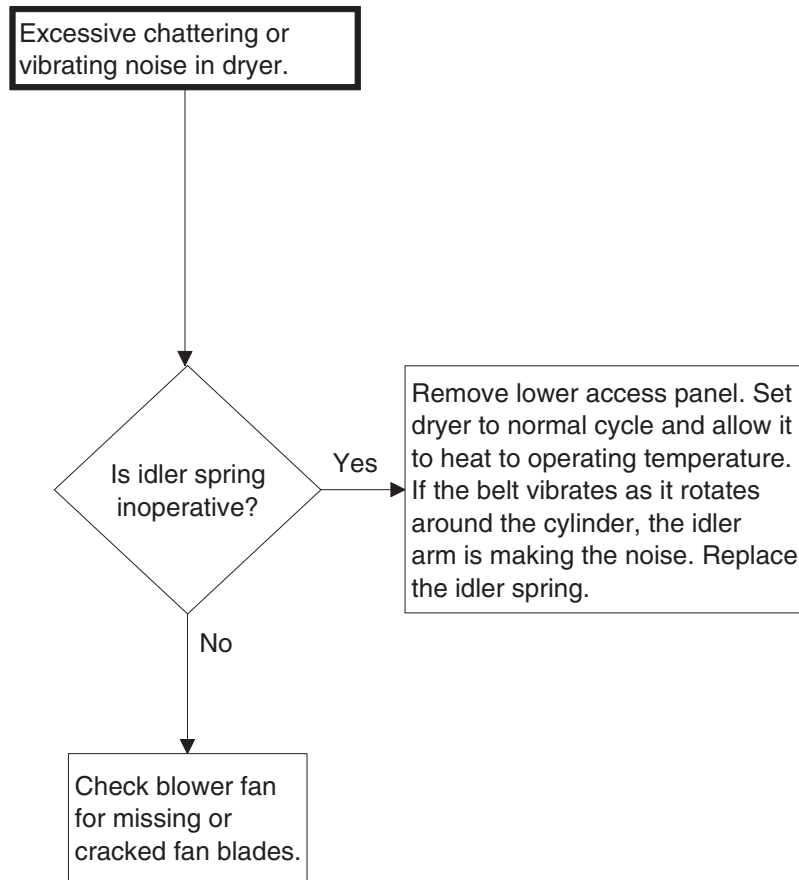 Excessive chattering or
vibrating noise in dryer.
Is idler spring
inoperative?
Yes
Remove lower access panel. Set
dryer to normal cycle and allow it
to heat to operating temperature.
If the belt vibrates as it rotates
around the cylinder, the idler
arm is making the noise. Replace
the idler spring.
No
Check blower fan
for missing or
cracked fan blades.